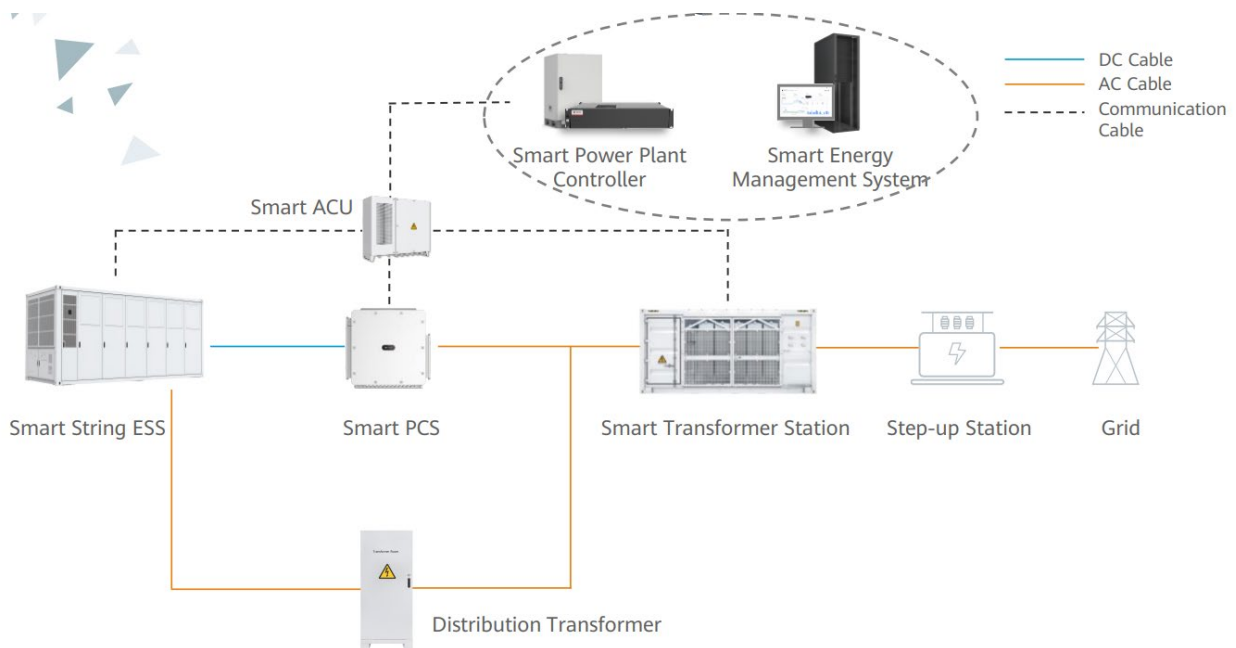 DC Cable
AC Cable
Communication
Cable
Smart Power Plant
Controller
Smart Energy
Management System
Smart ACU
Smart String ESS
Smart PCS
Smart Transformer Station
Step-up Station
Grid
Distribution Transformer